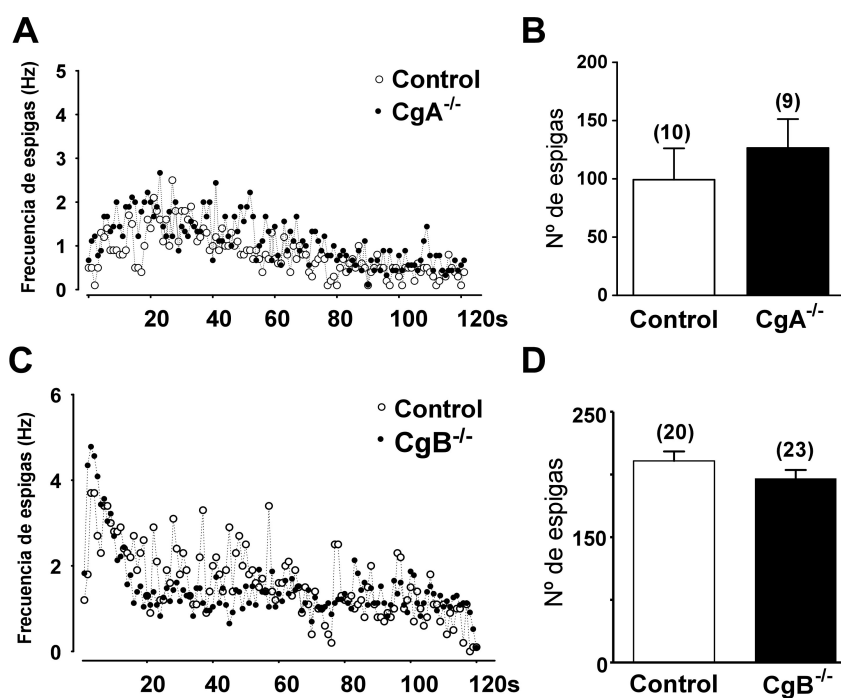 A
Frecuencia de espigas (Hz)
5
4
3
2
1
0
Control
CgA-/-
20 40 60 80 100 120s
B
Nº de espigas
200
150
100
50
0
(10)
(9)
Control CgA-/-
C
Frecuencia de espigas (Hz)
6
4
2
0
Control
CgB-/-
20 40 60 80 100 120s
D
Nº de espigas
250
150
0
(20)
(23)
Control CgB-/-